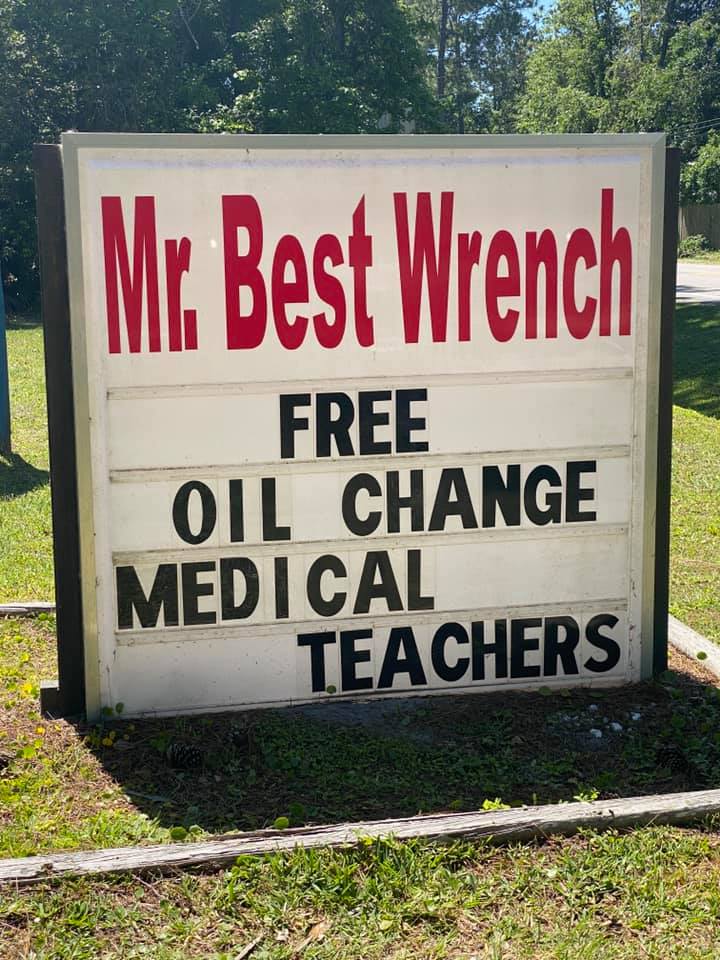 Mr. Best Wrench
FREE
OIL CHANGE
MEDICAL
TEACHERS